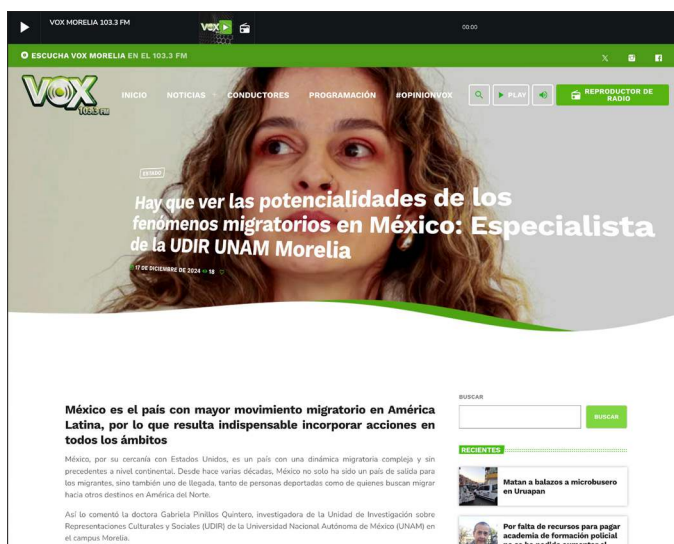 VOX MORELIA 103.3 FM
VOX
00:00
ESCUCHA VOX MORELIA EN EL 103.3 FM
VOX
103.3 FM
INICIO
NOTICIAS
CONDUCTORES
PROGRAMACIÓN
#OPINIONVOX
PLAY
REPRODUCTOR DE
RADIO
ESTADO
Hay que ver las potencialidades de los
fenómenos migratorios en México: Especialista
de la UDIR UNAM Morelia
17 DE DICIEMBRE DE 2024
18
México es el país con mayor movimiento migratorio en América
Latina, por lo que resulta indispensable incorporar acciones en
todos los ámbitos
México, por su cercanía con Estados Unidos, es un país con una dinámica migratoria compleja y sin
precedentes a nivel continental. Desde hace varias décadas, México no solo ha sido un país de salida para
los migrantes, sino también uno de llegada, tanto de personas deportadas como de quienes buscan migrar
hacia otros destinos en América del Norte.
Así lo comentó la doctora Gabriela Pinillos Quintero, investigadora de la Unidad de Investigación sobre
Representaciones Culturales y Sociales (UDIR) de la Universidad Nacional Autónoma de México (UNAM) en
el campus Morelia.
BUSCAR
BUSCAR
RECIENTES
Matan a balazos a microbusero
en Uruapan
Por falta de recursos para pagar
academia de formación policial